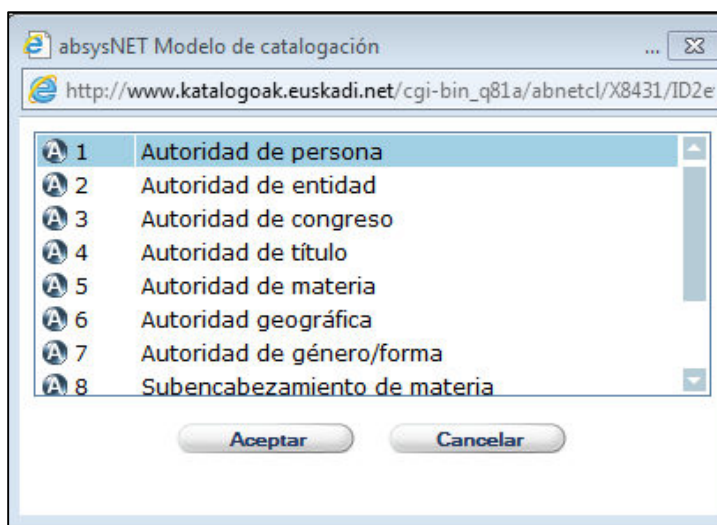 absysNET Modelo de catalogación ...
http://www.katalogoak.euskadi.net/cgi-bin_q81a/abnetcl/X8431/ID2e
A 1 Autoridad de persona
A 2 Autoridad de entidad
A 3 Autoridad de congreso
A 4 Autoridad de título
A 5 Autoridad de materia
A 6 Autoridad geográfica
A 7 Autoridad de género/forma
A 8 Subencabezamiento de materia
Aceptar Cancelar